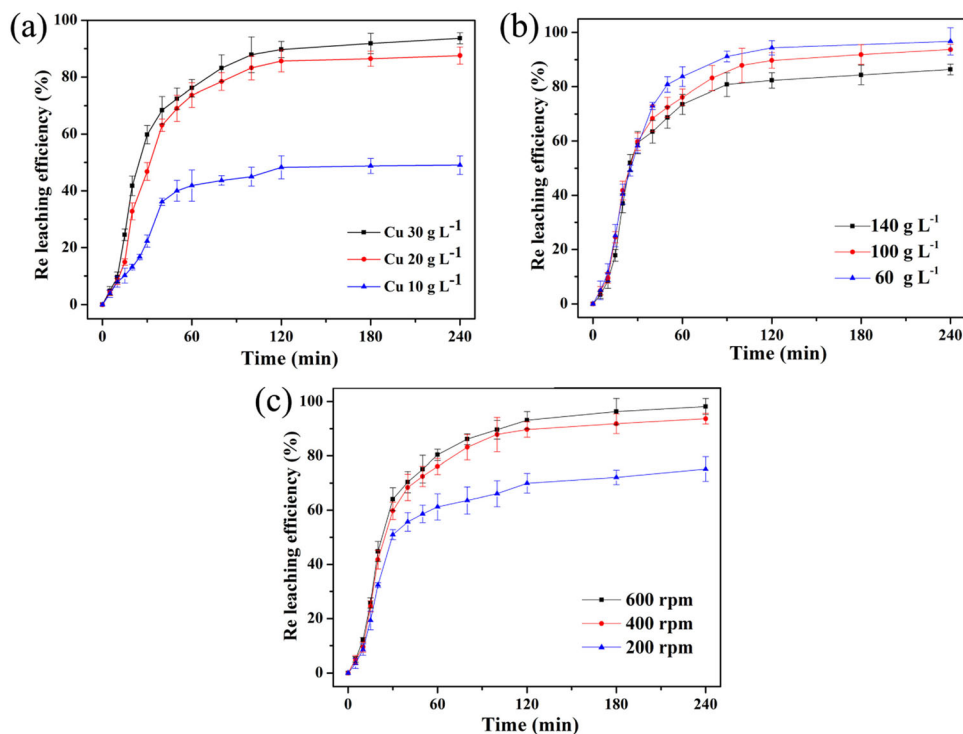 (a)
Re leaching efficiency (%)
100
80
60
40
20
0
Cu 30 g L⁻¹
Cu 20 g L⁻¹
Cu 10 g L⁻¹
0 60 120 180 240
Time (min)
(b)
Re leaching efficiency (%)
100
80
60
40
20
0
140 g L⁻¹
100 g L⁻¹
60 g L⁻¹
0 60 120 180 240
Time (min)
(c)
Re leaching efficiency (%)
100
80
60
40
20
0
600 rpm
400 rpm
200 rpm
0 60 120 180 240
Time (min)